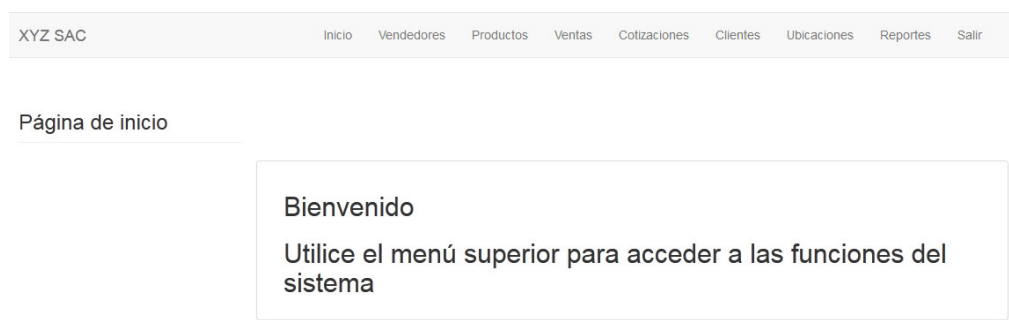 XYZ SAC Inicio Vendedores Productos Ventas Cotizaciones Clientes Ubicaciones Reportes Salir
Página de inicio
Bienvenido
Utilice el menú superior para acceder a las funciones del
sistema